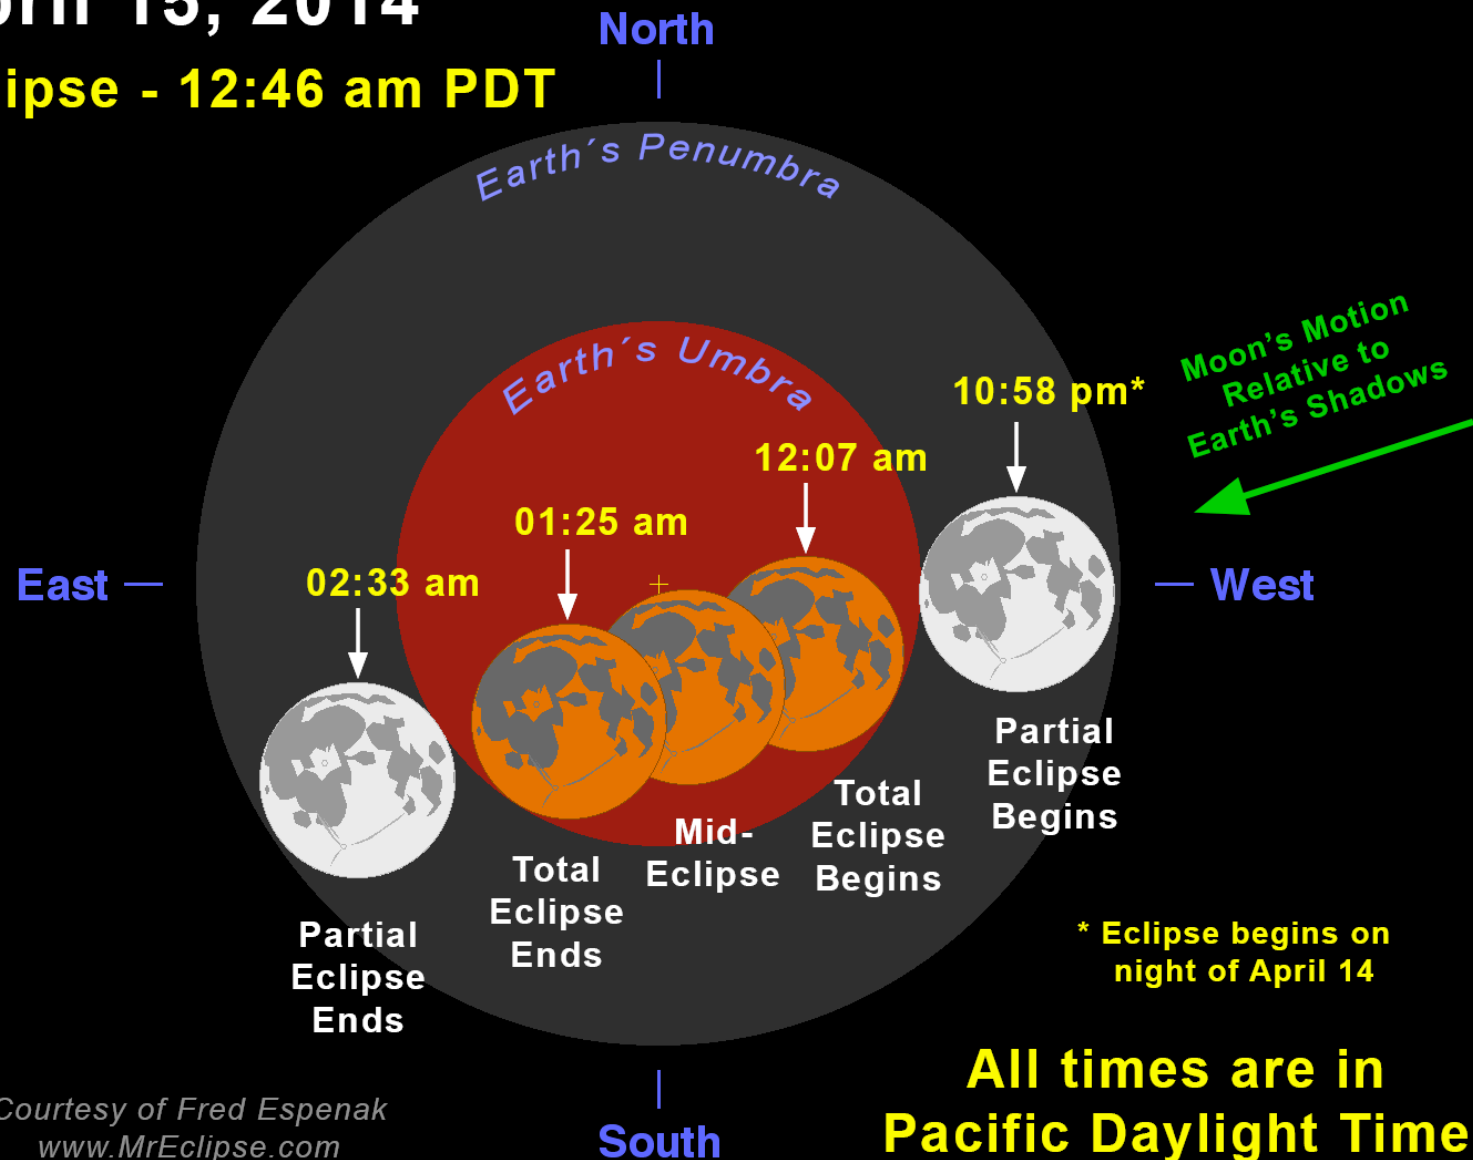 April 15, 2014
ipse - 12:46 am PDT
North
Earth´s Penumbra
Earth´s Umbra
Moon's Motion
Relative to
Earth's Shadows
10:58 pm*
12:07 am
01:25 am
02:33 am
East
West
Partial
Eclipse
Begins
Total
Eclipse
Begins
Mid-
Eclipse
Total
Eclipse
Ends
Partial
Eclipse
Ends
* Eclipse begins on
night of April 14
All times are in
Pacific Daylight Time
Courtesy of Fred Espenak
www.MrEclipse.com
South